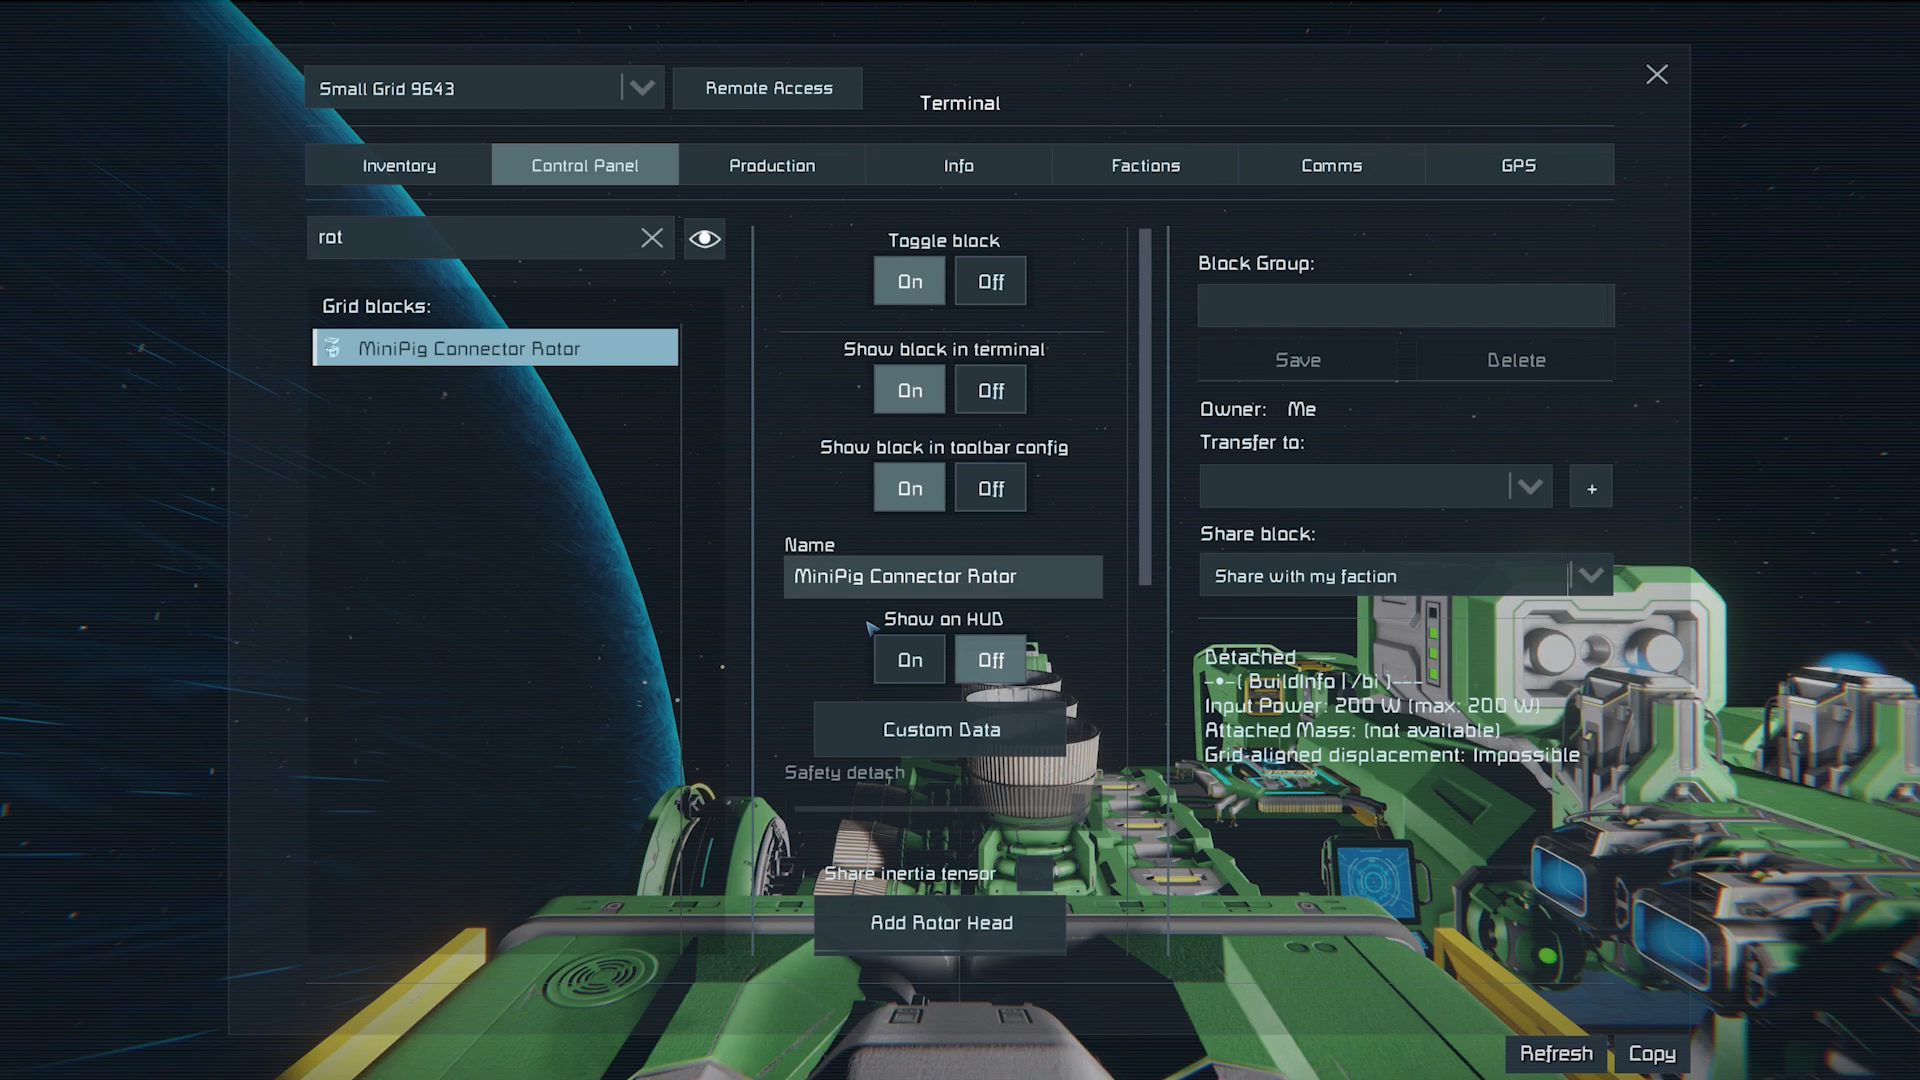 Small Grid 9643
Remote Access
Terminal
Inventory
Control Panel
Production
Info
Factions
Comms
GPS
rot
Grid blocks:
MiniPig Connector Rotor
Toggle block
On
Off
Show block in terminal
On
Off
Show block in toolbar config
On
Off
Name
MiniPig Connector Rotor
Show on HUD
On
Off
Custom Data
Safety detach
Share inertia tensor
Add Rotor Head
Block Group:
Save
Delete
Owner: Me
Transfer to:
+
Share block:
Share with my faction
Detached
-•-( BuildInfo | /bi )---
Input Power: 200 W (max: 200 W)
Attached Mass: (not available)
Grid-aligned displacement: Impossible
Refresh
Copy